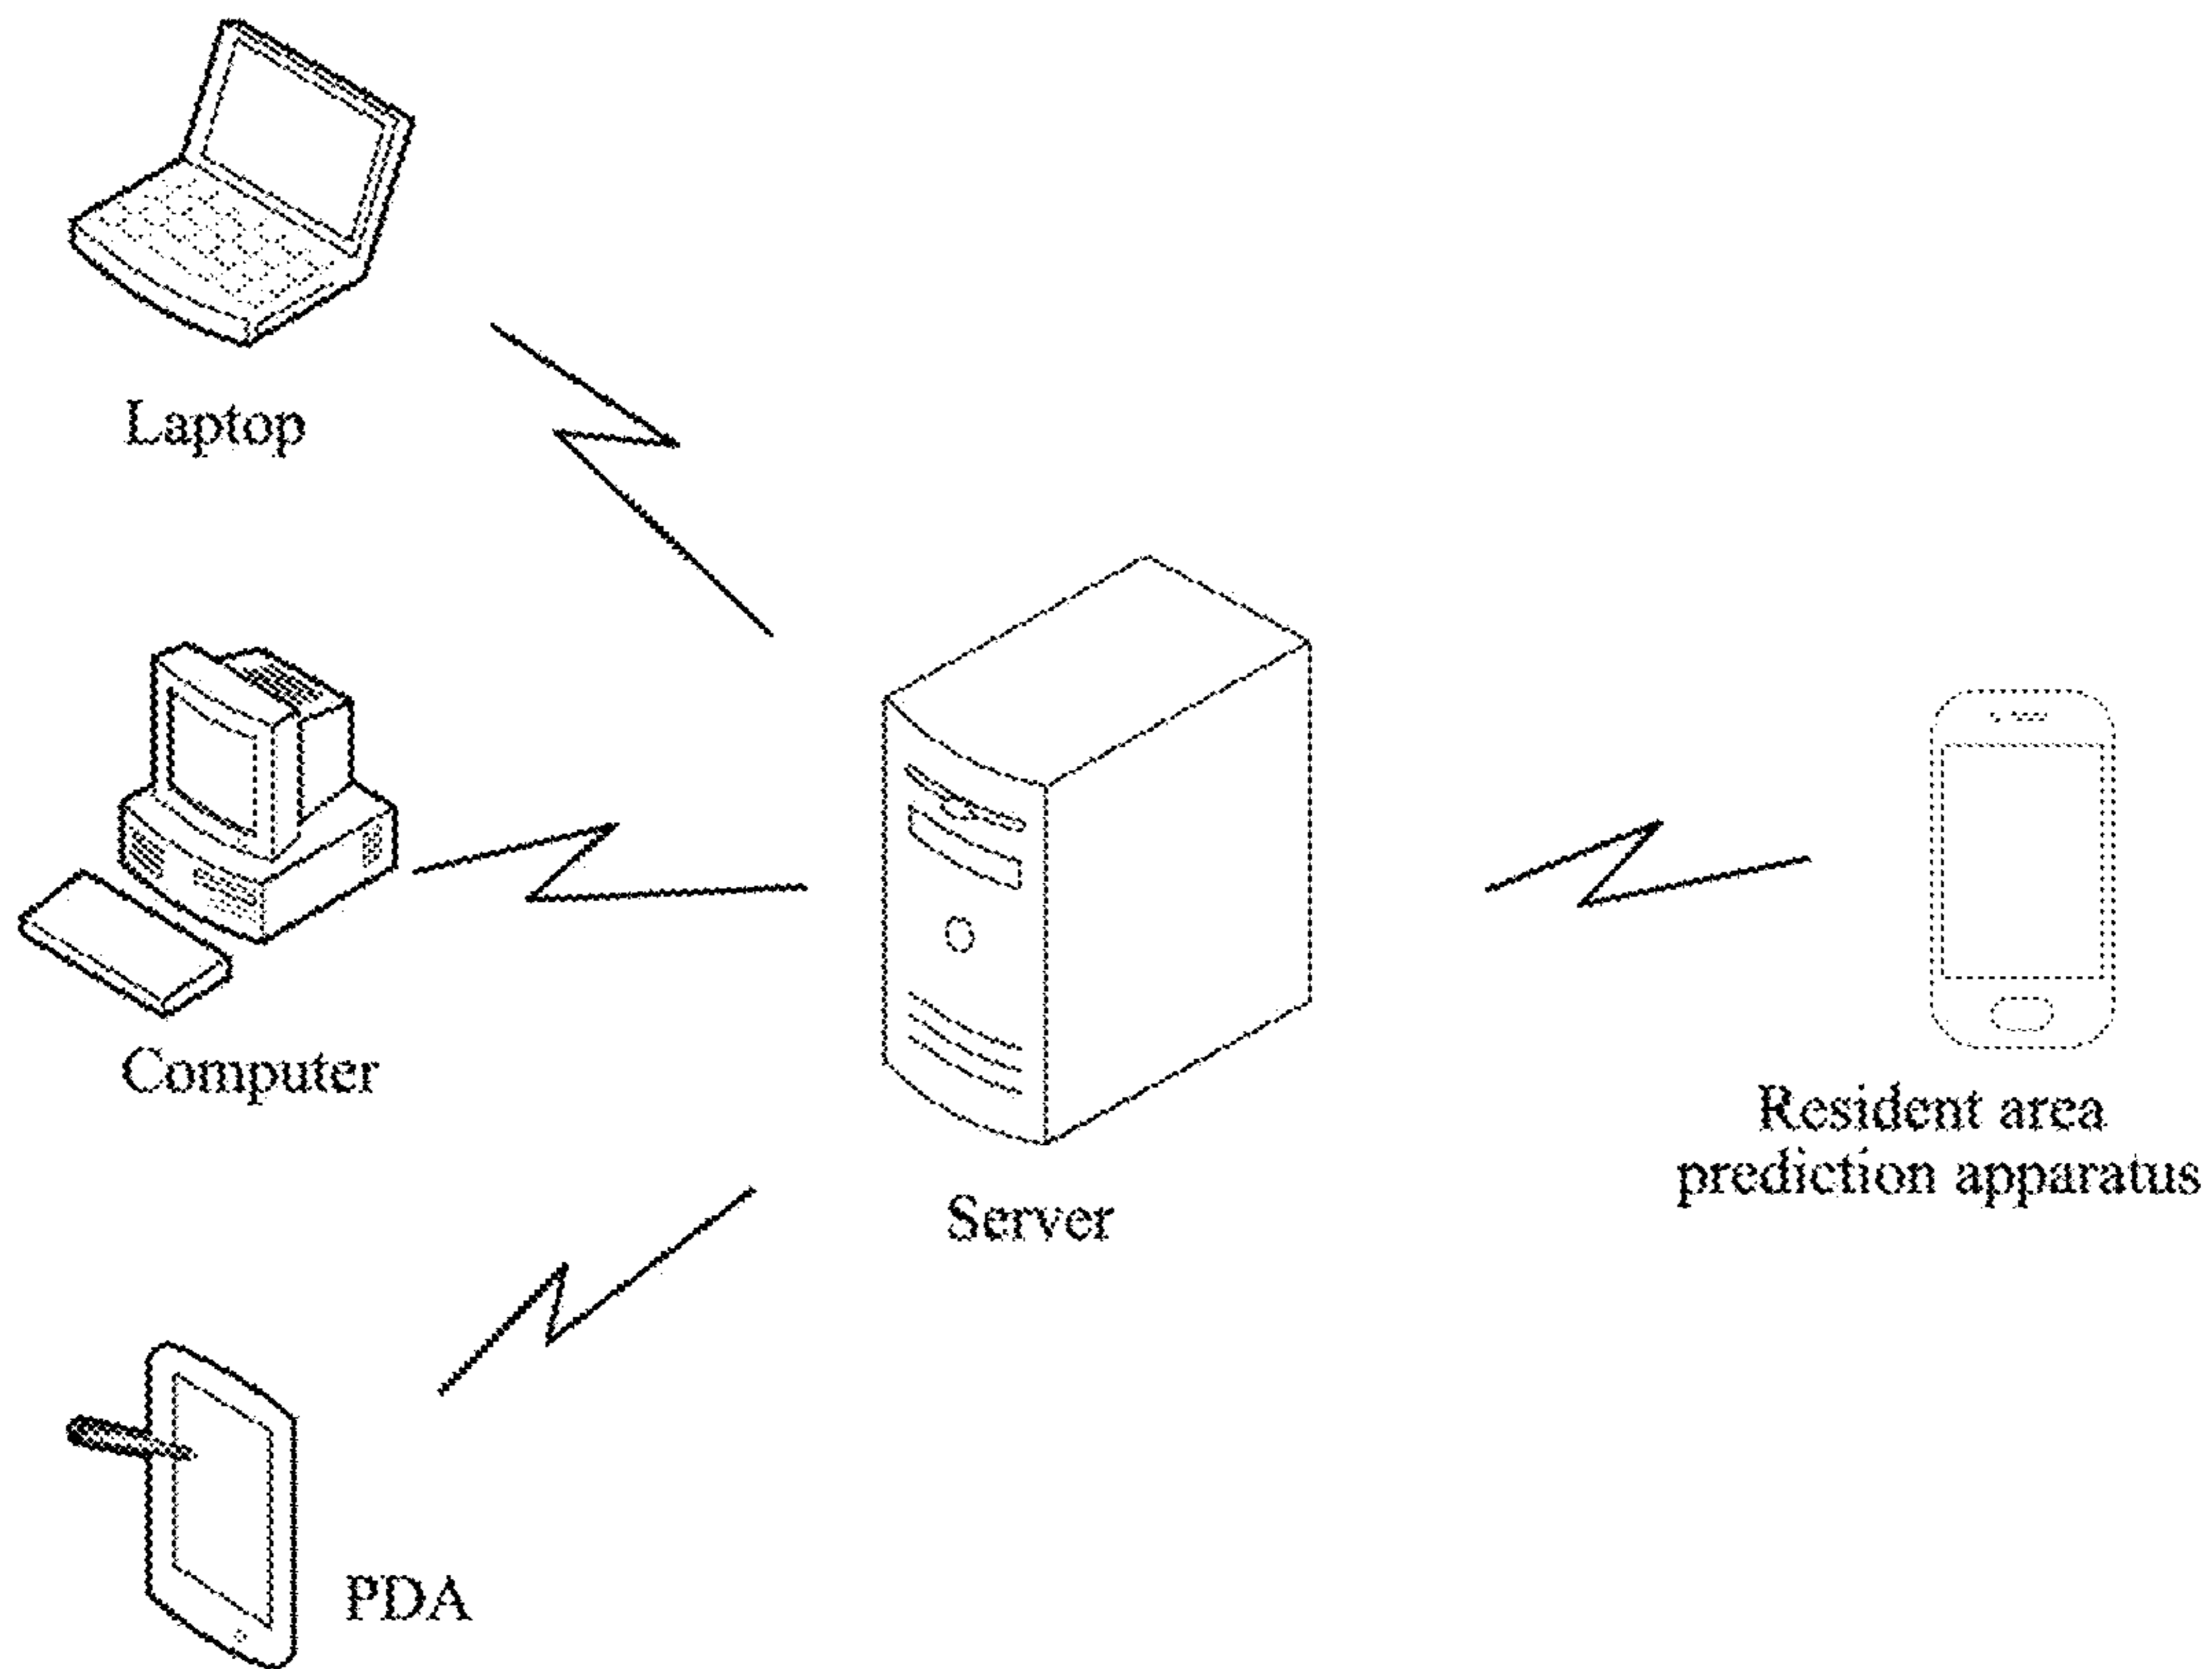 Laptop
Computer
Server
Resident area
prediction apparatus
PDA